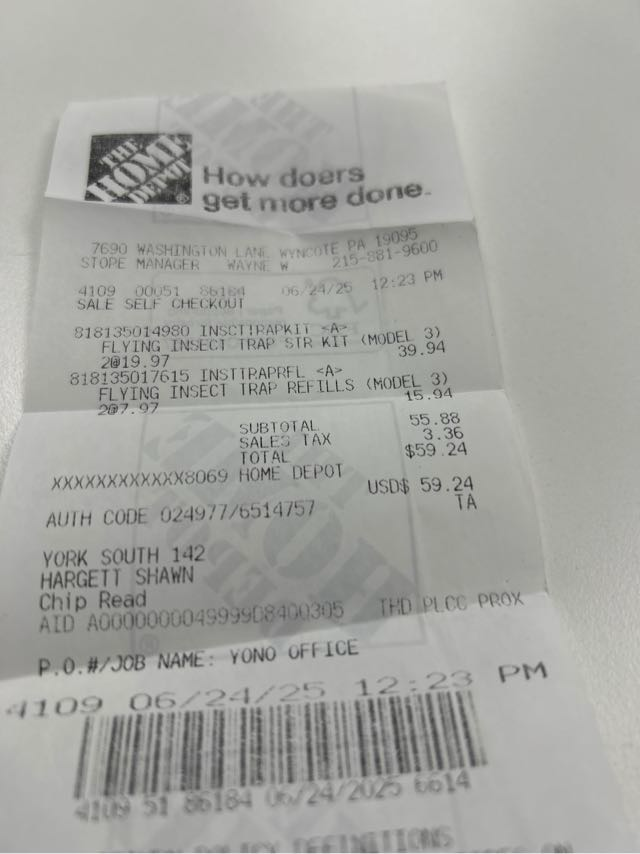 THE
HOME
DEPOT
How doers
get more done.
7690 WASHINGTON LANE WYNCOTE PA 19095
STORE MANAGER WAYNE W 215-881-9600
4109 00051 86184 06/24/25 12:23 PM
SALE SELF CHECKOUT
818135014980 INSCTTRAPKIT <A>
FLYING INSECT TRAP STR KIT (MODEL 3)
2@19.97 39.94
818135017615 INSTTRAPRFL <A>
FLYING INSECT TRAP REFILLS (MODEL 3)
2@7.97 15.94
SUBTOTAL 55.88
SALES TAX 3.36
TOTAL $59.24
XXXXXXXXXXXX8069 HOME DEPOT
USD$ 59.24
AUTH CODE 024977/6514757 TA
YORK SOUTH 142
HARGETT SHAWN
Chip Read
AID A0000000049999D8400305 THD PLCC PROX
P.O.#/JOB NAME: YONO OFFICE
4109 06/24/25 12:23 PM
4109 51 86184 06/24/2025 6614
POLICY DEFINITIONS